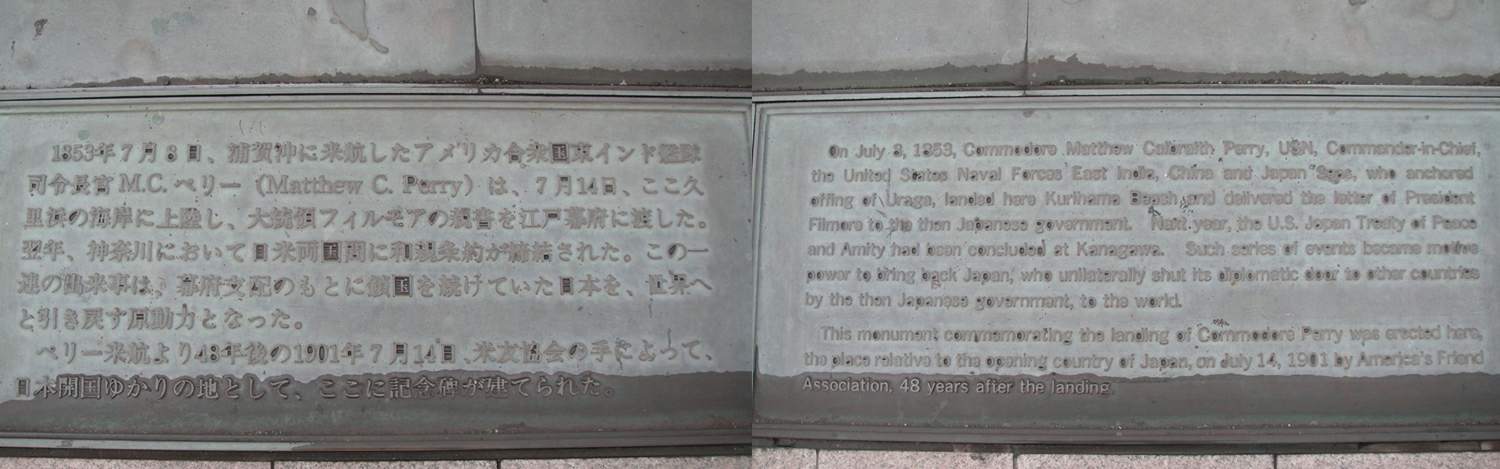 1853年7月8日、浦賀沖に来航したアメリカ合衆国東インド艦隊
司令長官M.C.ペリー（Matthew C. Perry）は、7月14日、ここ久
里浜の海岸に上陸し、大統領フィルモアの親書を江戸幕府に渡した。
翌年、神奈川において日米両国間に和親条約が締結された。この一
連の出来事は、幕府支配のもとに鎖国を続けていた日本を、世界へ
と引き戻す原動力となった。
ペリー来航より48年後の1901年7月14日、米友協会の手によって、
日本開国ゆかりの地として、ここに記念碑が建てられた。
On July 8, 1853, Commodore Matthew Calbraith Perry, USN, Commander-in-Chief,
the United States Naval Forces East India, China and Japan Seas, who anchored
offing of Uraga, landed here Kurihama Beach and delivered the letter of President
Filmore to the then Japanese government. Next year, the U.S. Japan Treaty of Peace
and Amity had been concluded at Kanagawa. Such series of events became motive
power to bring back Japan, who unilaterally shut its diplometic door to other countries
by the then Japanese government, to the world.
This monument commemorating the landing of Commodore Perry was erected here,
the place relative to the opening country of Japan, on July 14, 1901 by America's Friend
Association, 48 years after the landing.